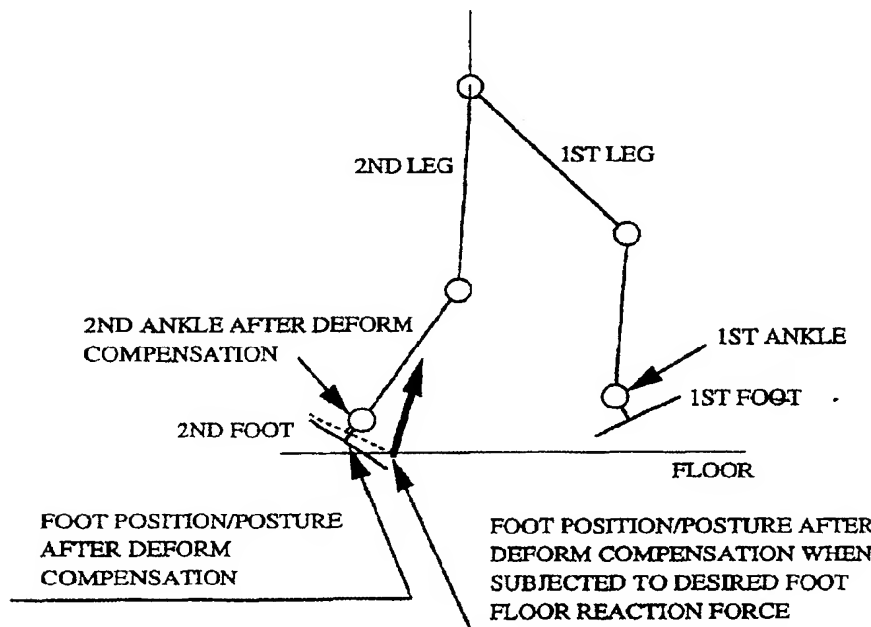 2ND LEG
1ST LEG
2ND ANKLE AFTER DEFORM
COMPENSATION
1ST ANKLE
1ST FOOT
2ND FOOT
FLOOR
FOOT POSITION/POSTURE
AFTER DEFORM
COMPENSATION
FOOT POSITION/POSTURE AFTER
DEFORM COMPENSATION WHEN
SUBJECTED TO DESIRED FOOT
FLOOR REACTION FORCE